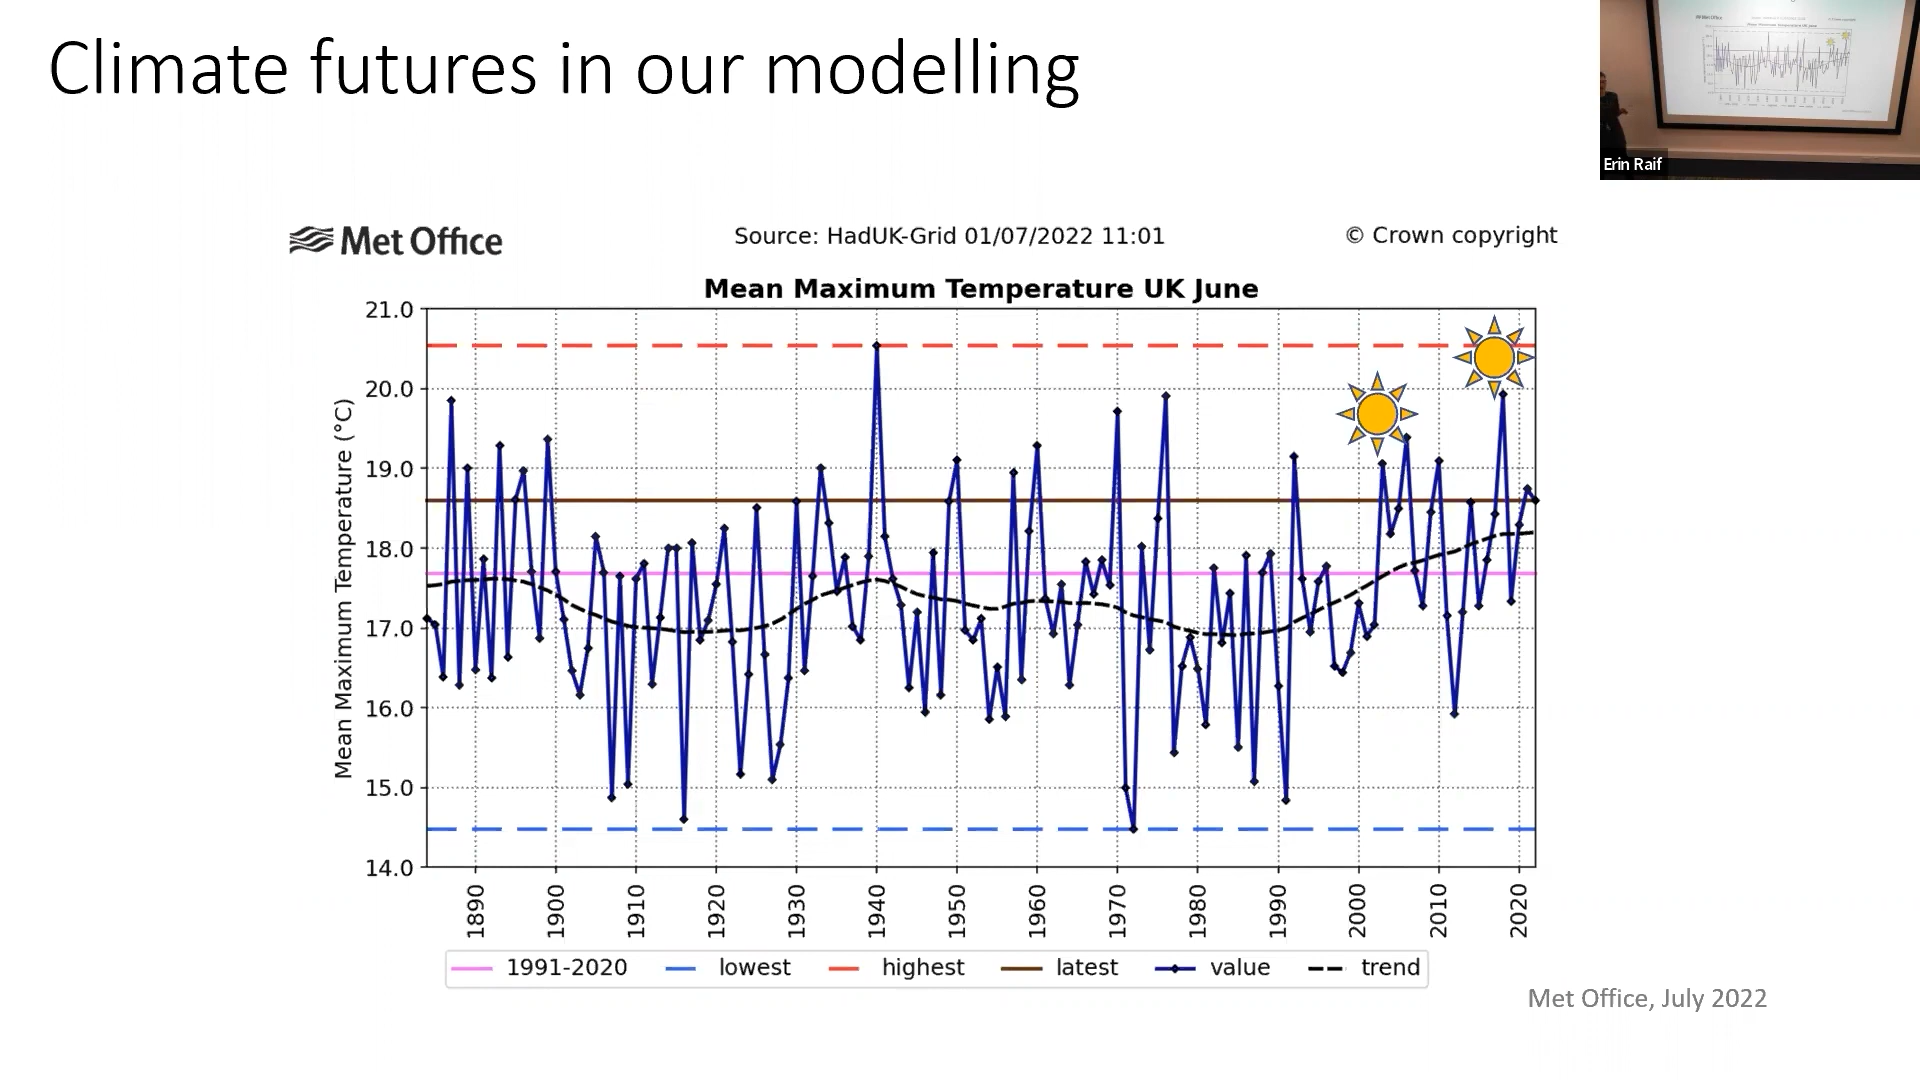 Climate futures in our modelling
Erin Raif
Met Office
Source: HadUK-Grid 01/07/2022 11:01
© Crown copyright
Mean Maximum Temperature UK June
Mean Maximum Temperature (°C)
21.0
20.0
19.0
18.0
17.0
16.0
15.0
14.0
1890 1900 1910 1920 1930 1940 1950 1960 1970 1980 1990 2000 2010 2020
1991-2020 lowest highest latest value trend
Met Office, July 2022